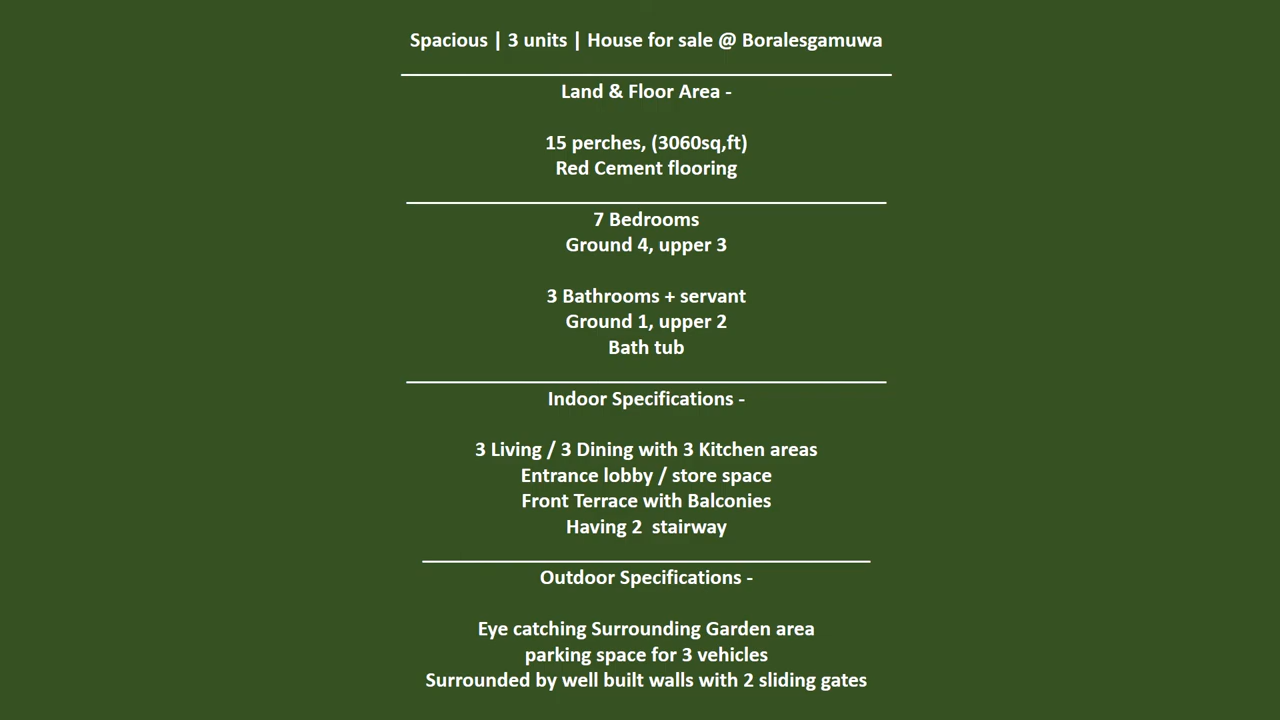 Spacious | 3 units | House for sale @ Boralesgamuwa
Land & Floor Area -
15 perches, (3060sq,ft)
Red Cement flooring
7 Bedrooms
Ground 4, upper 3
3 Bathrooms + servant
Ground 1, upper 2
Bath tub
Indoor Specifications -
3 Living / 3 Dining with 3 Kitchen areas
Entrance lobby / store space
Front Terrace with Balconies
Having 2  stairway
Outdoor Specifications -
Eye catching Surrounding Garden area
parking space for 3 vehicles
Surrounded by well built walls with 2 sliding gates